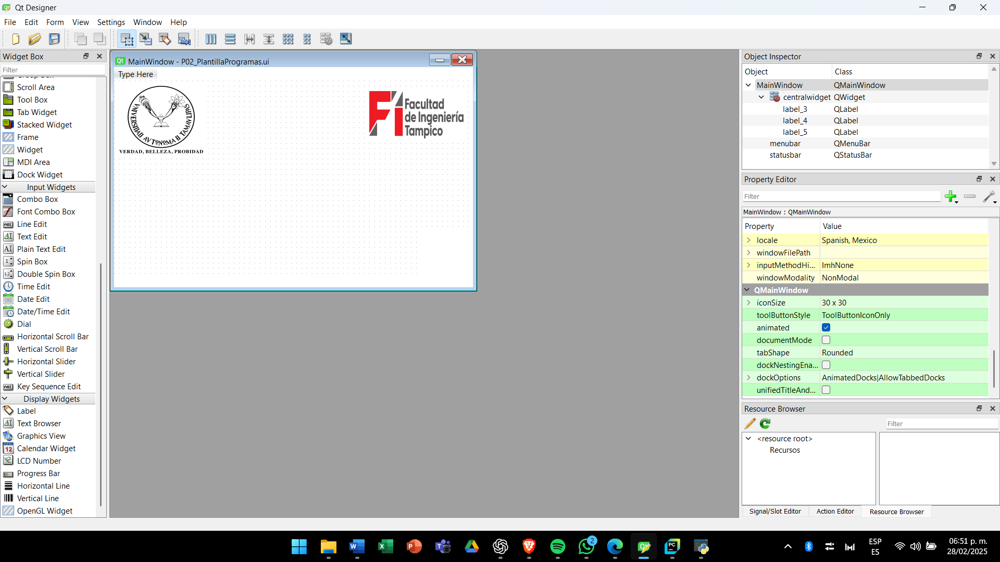 Qt Designer
File Edit Form View Settings Window Help
Widget Box
Filter
Scroll Area
Tool Box
Tab Widget
Stacked Widget
Frame
Widget
MDI Area
Dock Widget
Input Widgets
Combo Box
Font Combo Box
Line Edit
Text Edit
Plain Text Edit
Spin Box
Double Spin Box
Time Edit
Date Edit
Date/Time Edit
Dial
Horizontal Scroll Bar
Vertical Scroll Bar
Horizontal Slider
Vertical Slider
Key Sequence Edit
Display Widgets
Label
Text Browser
Graphics View
Calendar Widget
LCD Number
Progress Bar
Horizontal Line
Vertical Line
OpenGL Widget
MainWindow - P02_PlantillaProgramas.ui
Type Here
VNIVERSIDAD AVTONOMA D TAMAVLIPAS
VERDAD, BELLEZA, PROBIDAD
Fi
Facultad
de Ingeniería
Tampico
Object Inspector
Object Class
MainWindow QMainWindow
centralwidget QWidget
label_3 QLabel
label_4 QLabel
label_5 QLabel
menubar QMenuBar
statusbar QStatusBar
Property Editor
Filter
MainWindow : QMainWindow
Property Value
locale Spanish, Mexico
windowFilePath
inputMethodHi... ImhNone
windowModality NonModal
QMainWindow
iconSize 30 x 30
toolButtonStyle ToolButtonIconOnly
animated
documentMode
tabShape Rounded
dockNestingEna...
dockOptions AnimatedDocks|AllowTabbedDocks
unifiedTitleAnd...
Resource Browser
Filter
<resource root>
Recursos
Signal/Slot Editor Action Editor Resource Browser
2
ESP
ES
06:51 p. m.
28/02/2025